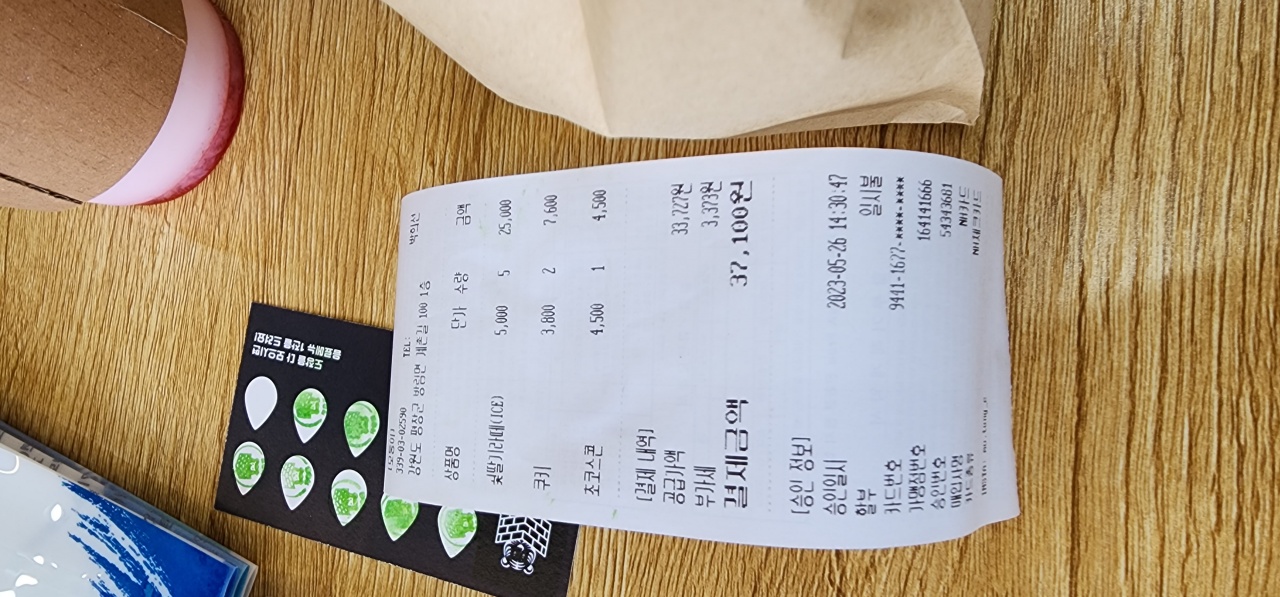 339-03-02590 TEL:
강원도 평창군 방림면 계촌길 100 1층 박의선
상품명 단가 수량 금액
꽃딸기라떼(ICE) 5,000 5 25,000
쿠키 3,800 2 7,600
초코스콘 4,500 1 4,500
[결제 내역]
공급가액 33,727원
부가세 3,373원
결제금액 37,100원
[승인 정보]
승인일시 2023-05-26 14:30:47
할부 일시불
카드번호 9441-1677-****-****
가맹점번호 164141666
승인번호 54343681
매입사명 NH카드
카드종류 NH체크카드